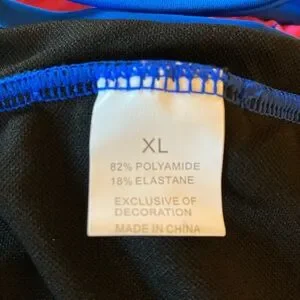 XL
82% POLYAMIDE
18% ELASTANE
EXCLUSIVE OF
DECORATION
MADE IN CHINA